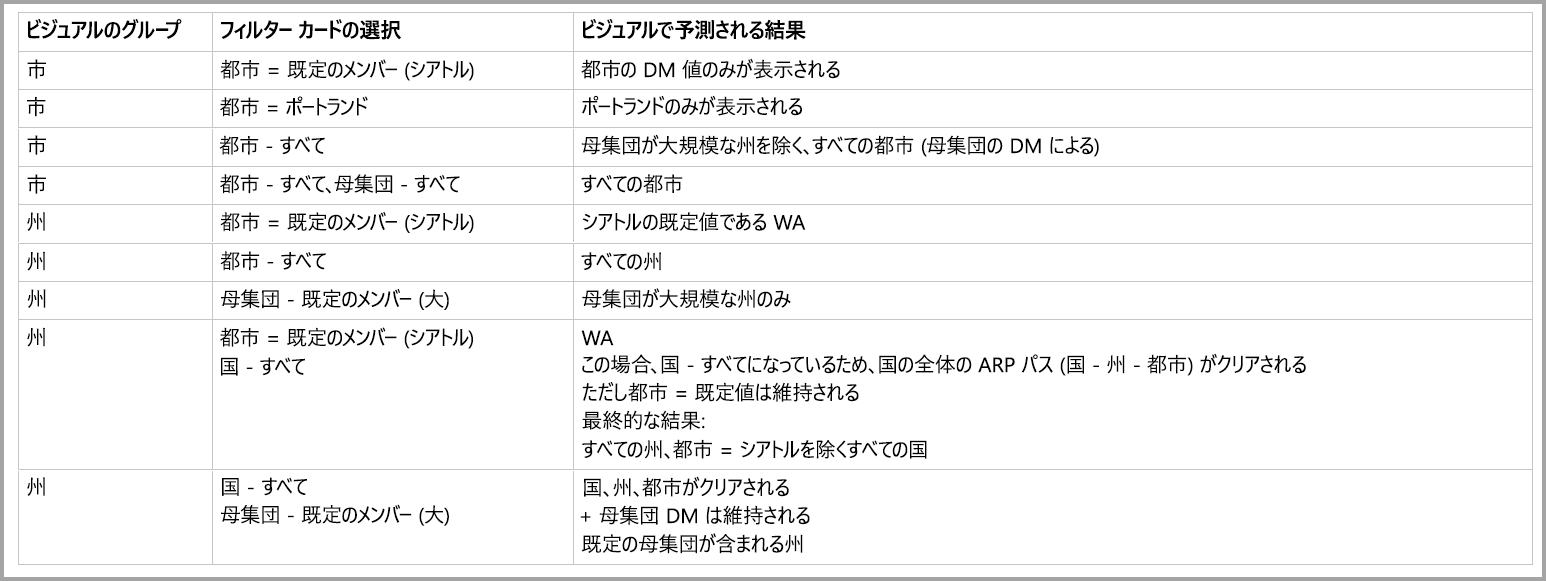 ビジュアルのグループ フィルター カードの選択 ビジュアルで予測される結果
市 都市 = 既定のメンバー (シアトル) 都市の DM 値のみが表示される
市 都市 = ポートランド ポートランドのみが表示される
市 都市 - すべて 母集団が大規模な州を除く、すべての都市 (母集団の DM による)
市 都市 - すべて、母集団 - すべて すべての都市
州 都市 = 既定のメンバー (シアトル) シアトルの既定値である WA
州 都市 - すべて すべての州
州 母集団 - 既定のメンバー (大) 母集団が大規模な州のみ
州 都市 = 既定のメンバー (シアトル) WA
国 - すべて この場合、国 - すべてになっているため、国の全体の ARP パス (国 - 州 - 都市) がクリアされる
ただし都市 = 既定値は維持される
最終的な結果:
すべての州、都市 = シアトルを除くすべての国
州 国 - すべて 国、州、都市がクリアされる
母集団 - 既定のメンバー (大) + 母集団 DM は維持される
既定の母集団が含まれる州